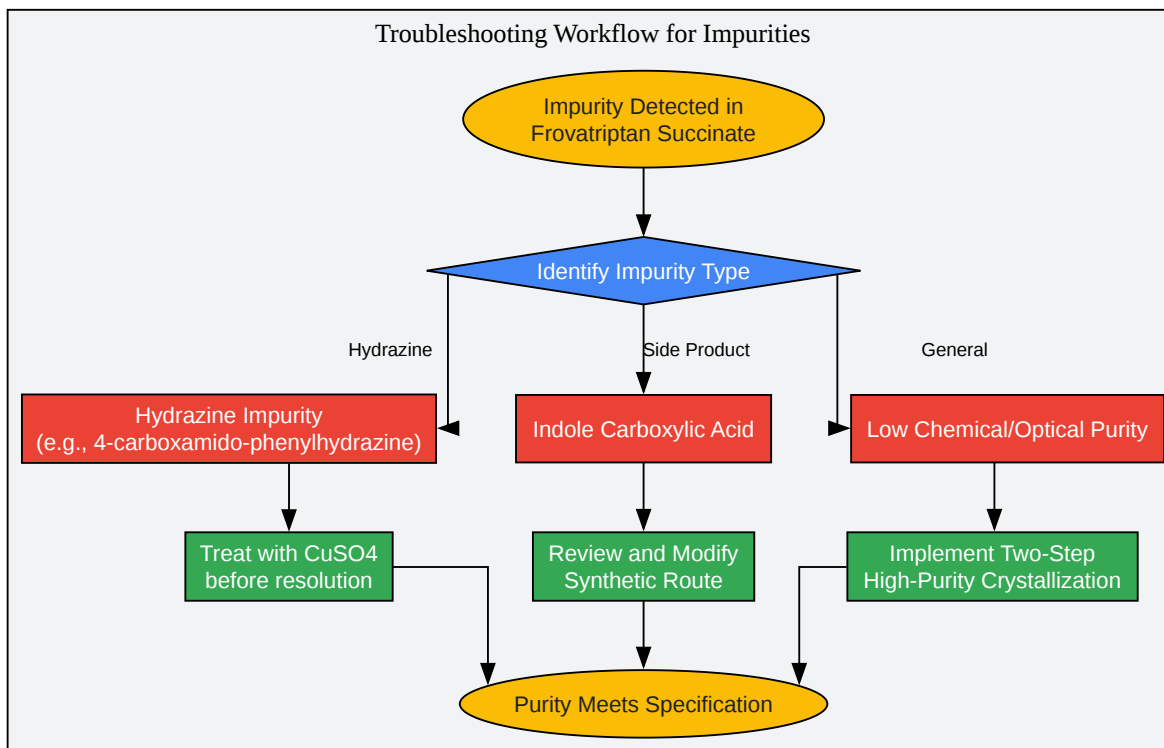 Troubleshooting Workflow for Impurities
Impurity Detected in
Frovatriptan Succinate
Identify Impurity Type
Hydrazine
Side Product
General
Hydrazine Impurity
(e.g., 4-carboxamido-phenylhydrazine)
Indole Carboxylic Acid
Low Chemical/Optical Purity
Treat with CuSO4
before resolution
Review and Modify
Synthetic Route
Implement Two-Step
High-Purity Crystallization
Purity Meets Specification